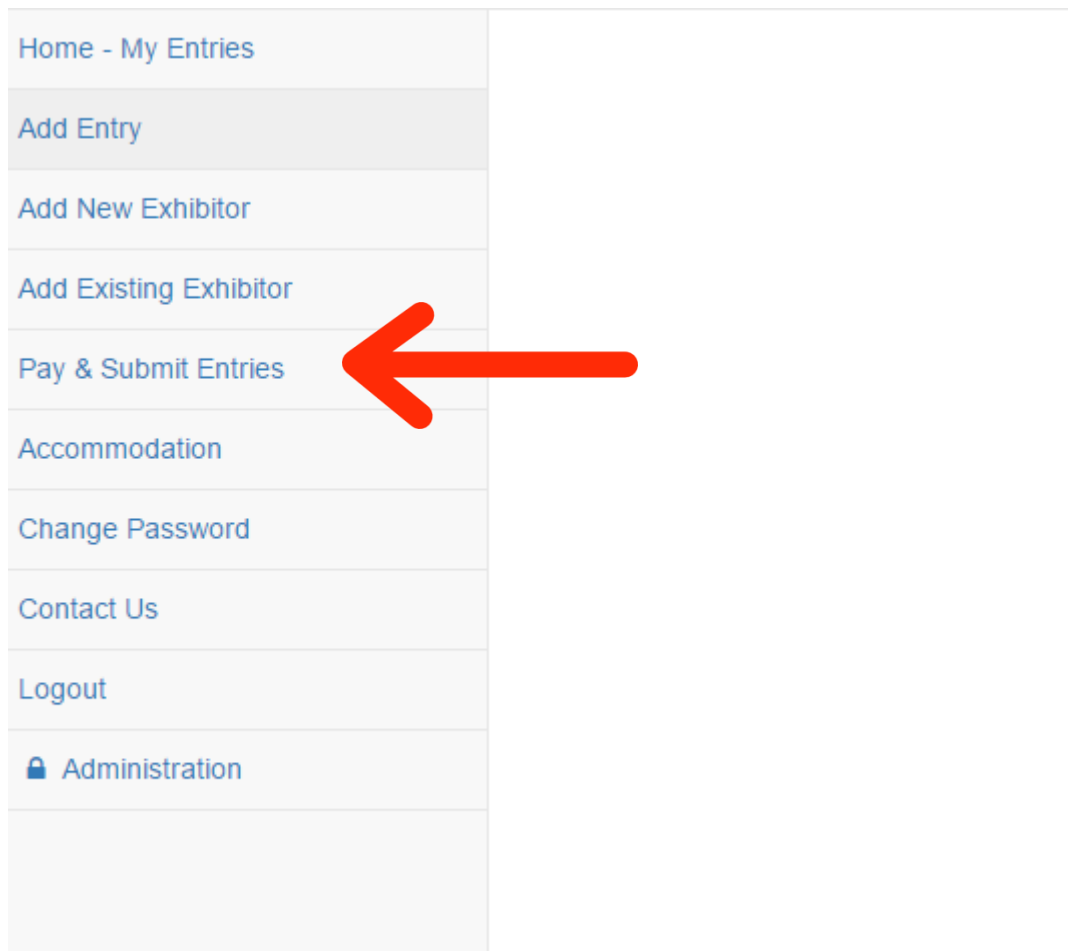 Home - My Entries
Add Entry
Add New Exhibitor
Add Existing Exhibitor
Pay & Submit Entries
Accommodation
Change Password
Contact Us
Logout
Administration